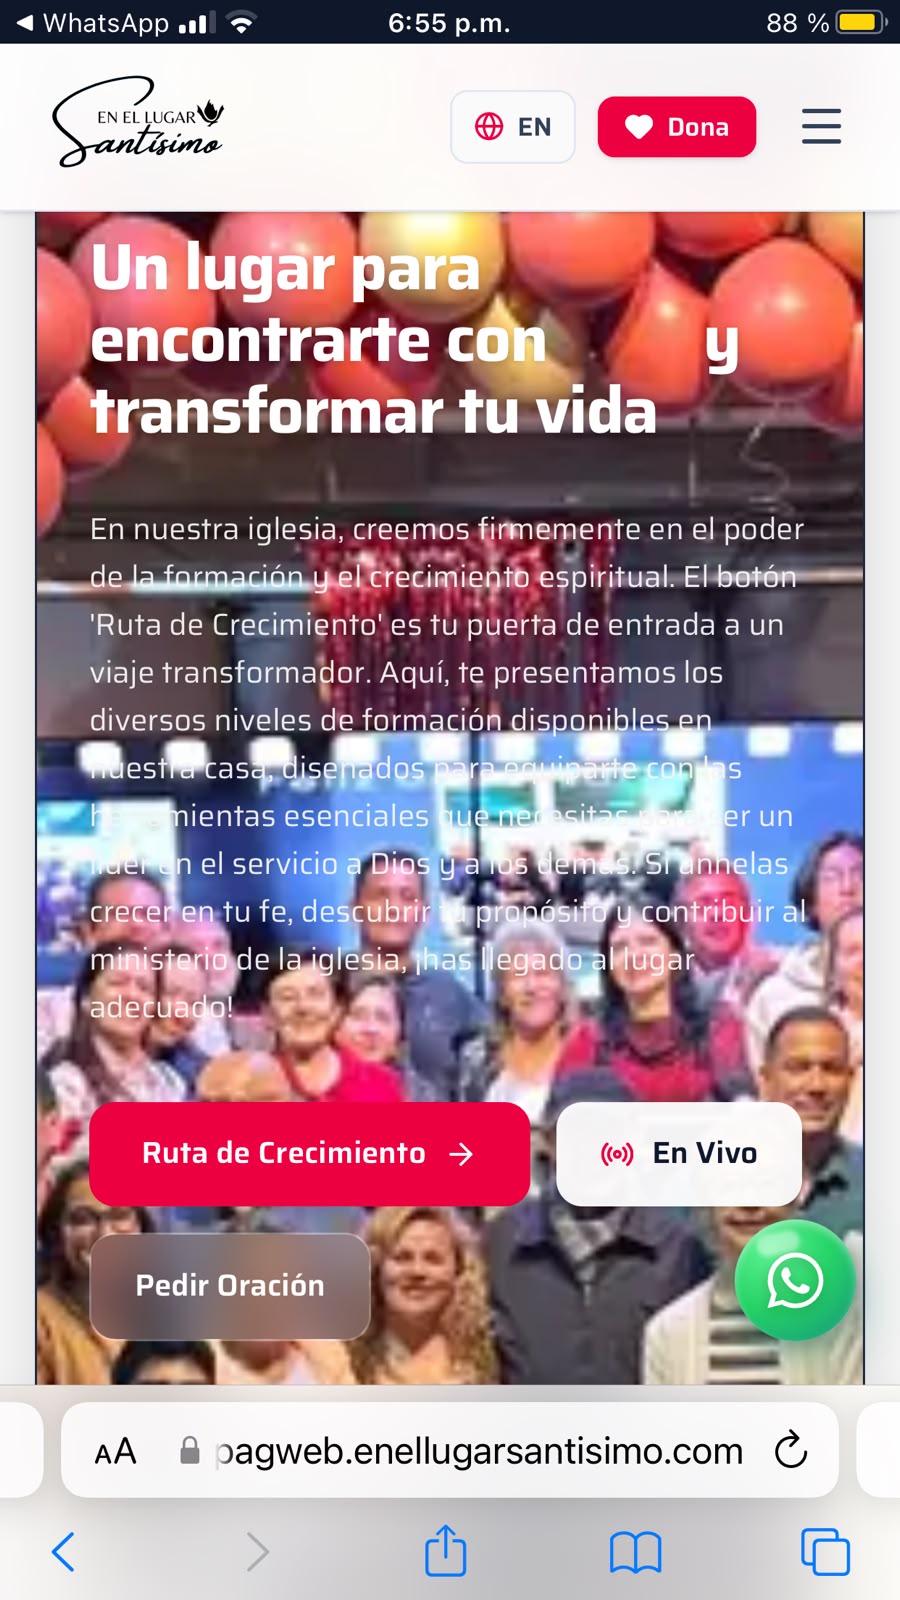 WhatsApp
6:55 p.m.
88 %
EN EL LUGAR
Santísimo
EN
Dona
Un lugar para
encontrarte con y
transformar tu vida
En nuestra iglesia, creemos firmemente en el poder
de la formación y el crecimiento espiritual. El botón
'Ruta de Crecimiento' es tu puerta de entrada a un
viaje transformador. Aquí, te presentamos los
diversos niveles de formación disponibles en
nuestra casa, diseñados para equiparte con las
herramientas esenciales que necesitas para ser un
líder en el servicio a Dios y a los demás. Si anhelas
crecer en tu fe, descubrir tu propósito y contribuir al
ministerio de la iglesia, ¡has llegado al lugar
adecuado!
Ruta de Crecimiento →
En Vivo
Pedir Oración
AA
pagweb.enellugarsantisimo.com